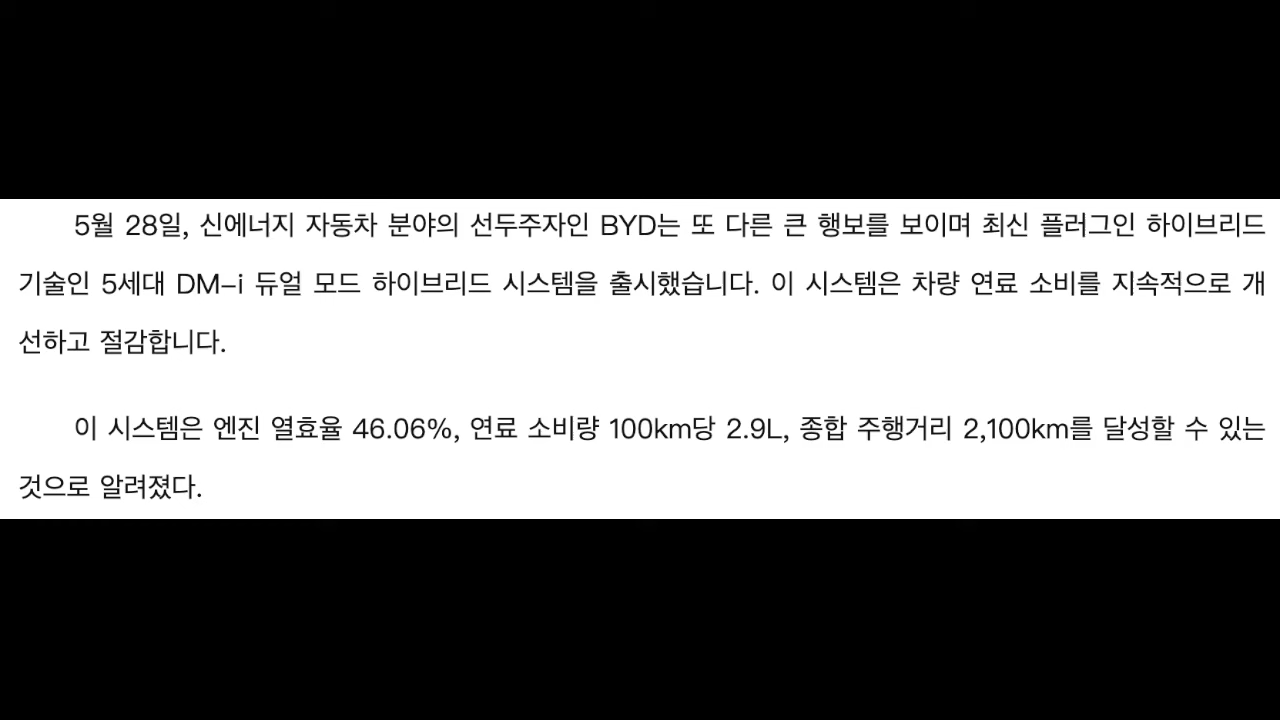 5월 28일, 신에너지 자동차 분야의 선두주자인 BYD는 또 다른 큰 행보를 보이며 최신 플러그인 하이브리드
기술인 5세대 DM-i 듀얼 모드 하이브리드 시스템을 출시했습니다. 이 시스템은 차량 연료 소비를 지속적으로 개
선하고 절감합니다.
이 시스템은 엔진 열효율 46.06%, 연료 소비량 100km당 2.9L, 종합 주행거리 2,100km를 달성할 수 있는
것으로 알려졌다.